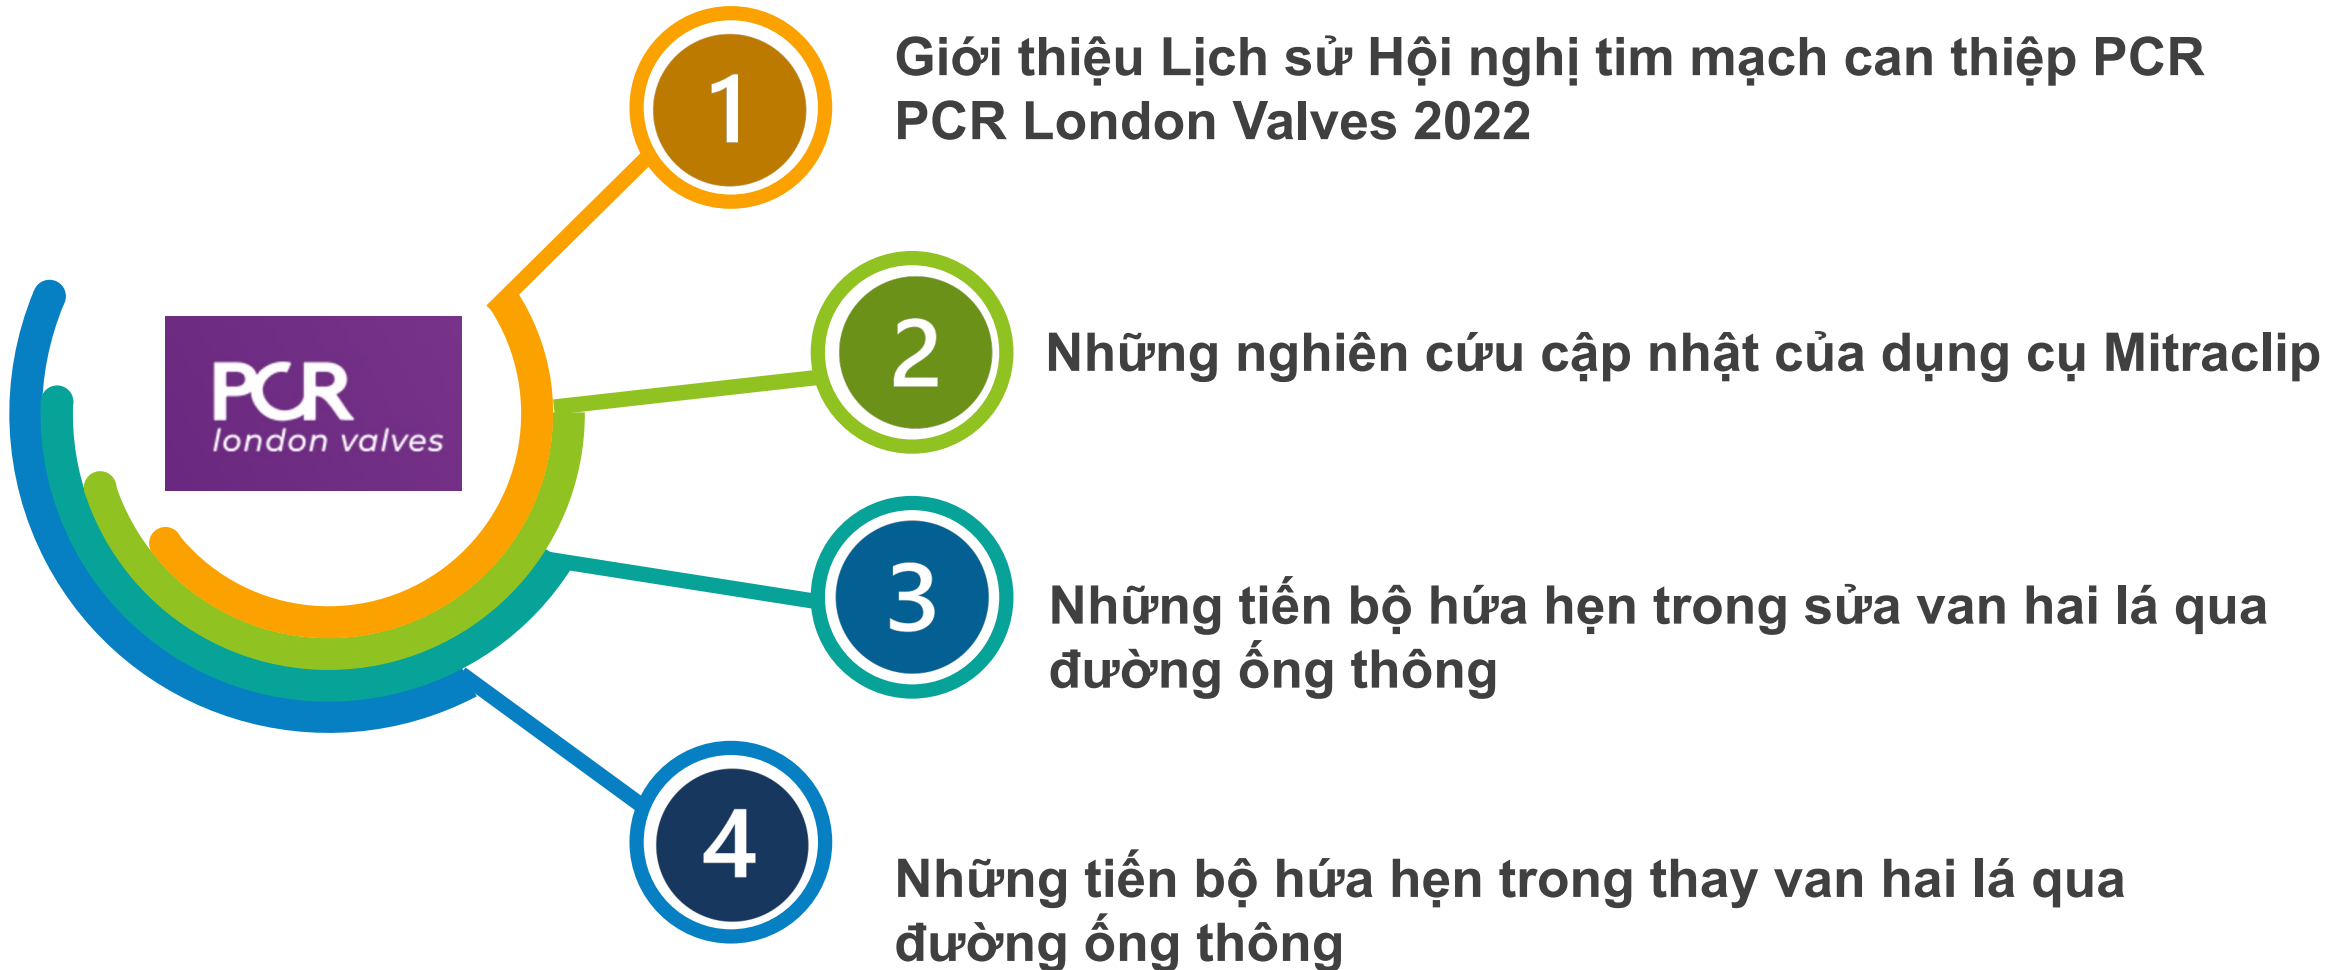 1
Giới thiệu Lịch sử Hội nghị tim mạch can thiệp PCR
PCR London Valves 2022
PCR
london valves
2
Những nghiên cứu cập nhật của dụng cụ Mitraclip
3
Những tiến bộ hứa hẹn trong sửa van hai lá qua
đường ống thông
4
Những tiến bộ hứa hẹn trong thay van hai lá qua
đường ống thông